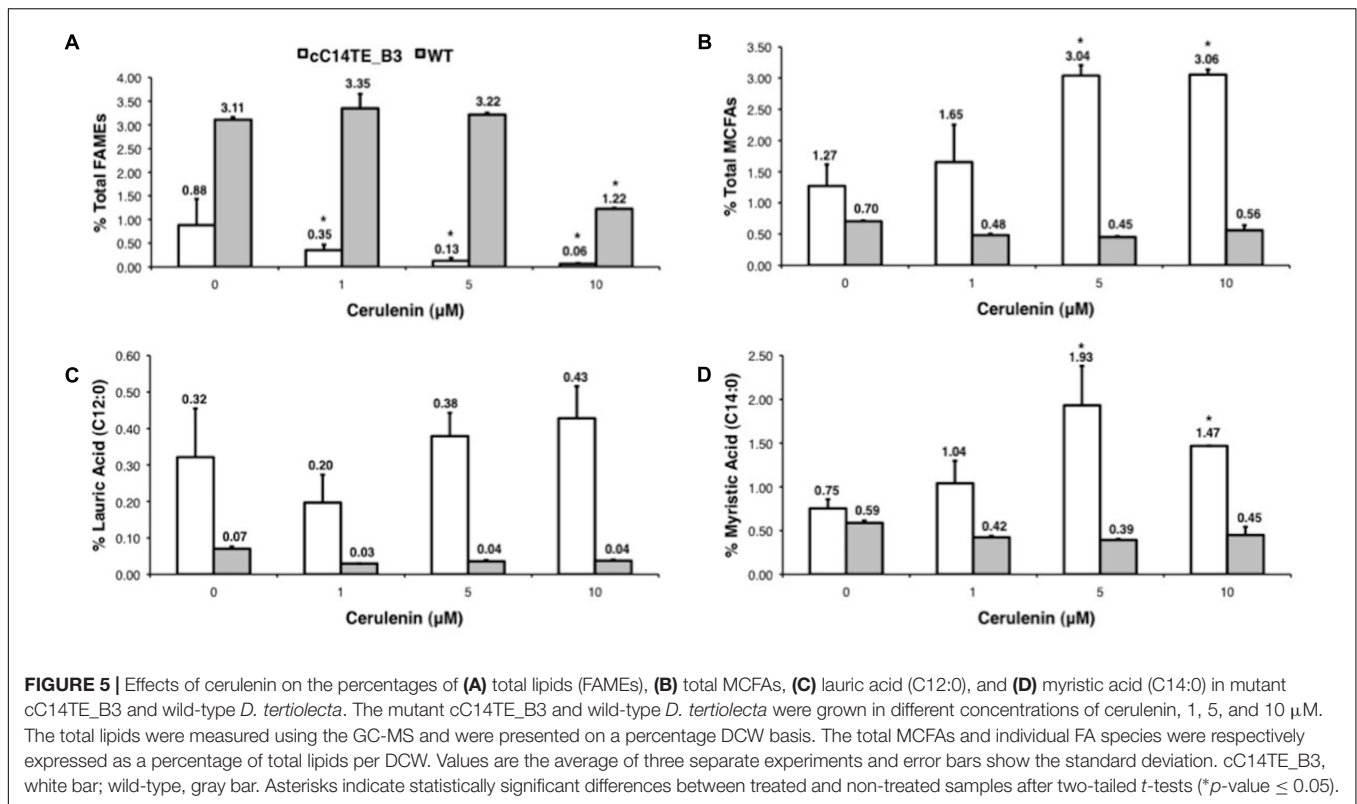 A
cC14TE_B3 WT
% Total FAMEs
4.00
3.50
3.00
2.50
2.00
1.50
1.00
0.50
0.00
0.88 3.11
* 0.35 3.35
* 0.13 3.22
* 0.06 * 1.22
0 1 5 10
Cerulenin (µM)
B
% Total MCFAs
3.50
3.00
2.50
2.00
1.50
1.00
0.50
0.00
1.27 0.70
1.65 0.48
* 3.04 0.45
* 3.06 0.56
0 1 5 10
Cerulenin (µM)
C
% Lauric Acid (C12:0)
0.60
0.50
0.40
0.30
0.20
0.10
0.00
0.32 0.07
0.20 0.03
0.38 0.04
0.43 0.04
0 1 5 10
Cerulenin (µM)
D
% Myristic Acid (C14:0)
2.50
2.00
1.50
1.00
0.50
0.00
0.75 0.59
1.04 0.42
* 1.93 0.39
* 1.47 0.45
0 1 5 10
Cerulenin (µM)
FIGURE 5 | Effects of cerulenin on the percentages of (A) total lipids (FAMEs), (B) total MCFAs, (C) lauric acid (C12:0), and (D) myristic acid (C14:0) in mutant
cC14TE_B3 and wild-type D. tertiolecta. The mutant cC14TE_B3 and wild-type D. tertiolecta were grown in different concentrations of cerulenin, 1, 5, and 10 µM.
The total lipids were measured using the GC-MS and were presented on a percentage DCW basis. The total MCFAs and individual FA species were respectively
expressed as a percentage of total lipids per DCW. Values are the average of three separate experiments and error bars show the standard deviation. cC14TE_B3,
white bar; wild-type, gray bar. Asterisks indicate statistically significant differences between treated and non-treated samples after two-tailed t-tests (*p-value ≤ 0.05).